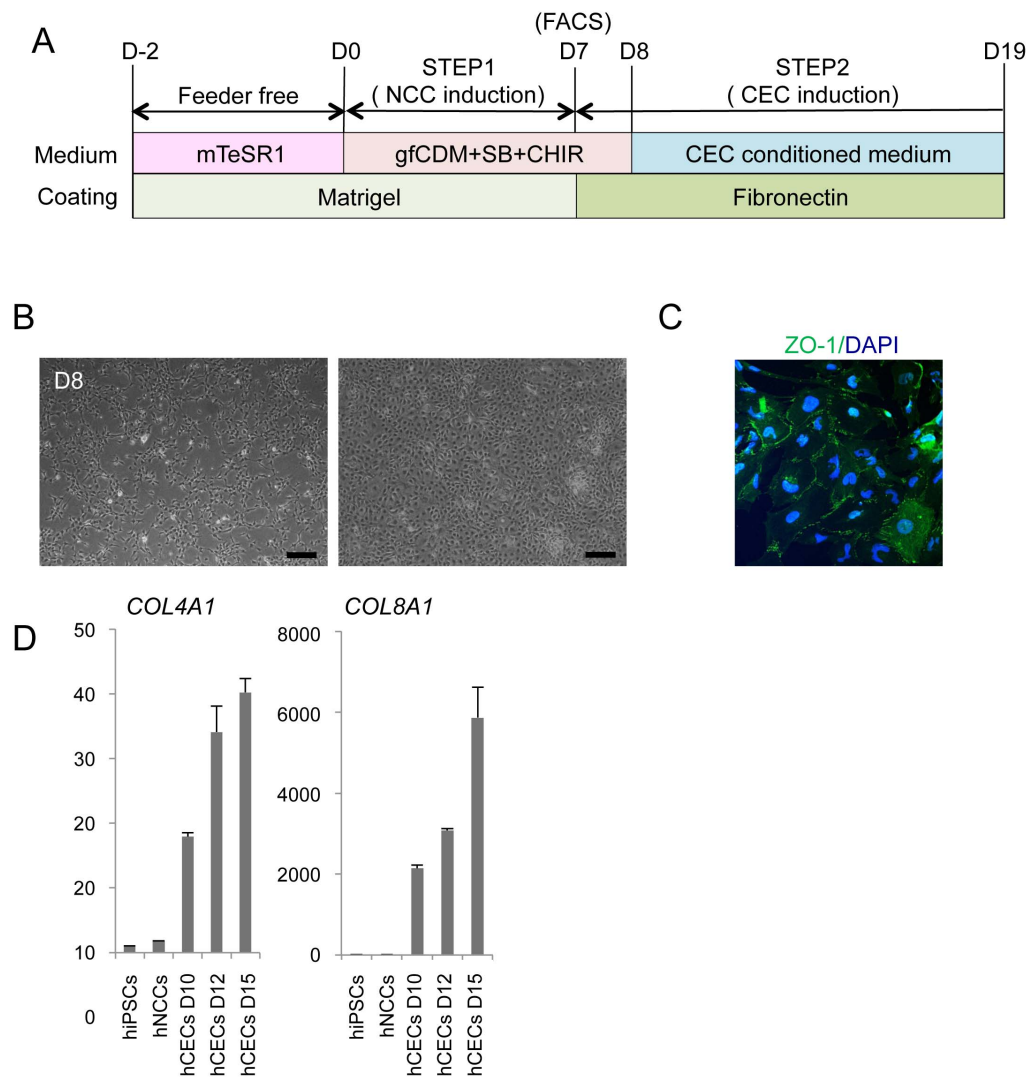 A
(FACS)
D-2 D0 D7 D8 D19
STEP1 STEP2
Feeder free ( NCC induction) ( CEC induction)
Medium mTeSR1 gfCDM+SB+CHIR CEC conditioned medium
Coating Matrigel Fibronectin
B
D8
C
ZO-1/DAPI
D
COL4A1
50
40
30
20
20
10
0
hiPSCs
hNCCs
hCECs D10
hCECs D12
hCECs D15
COL8A1
8000
6000
4000
2000
0
hiPSCs
hNCCs
hCECs D10
hCECs D12
hCECs D15